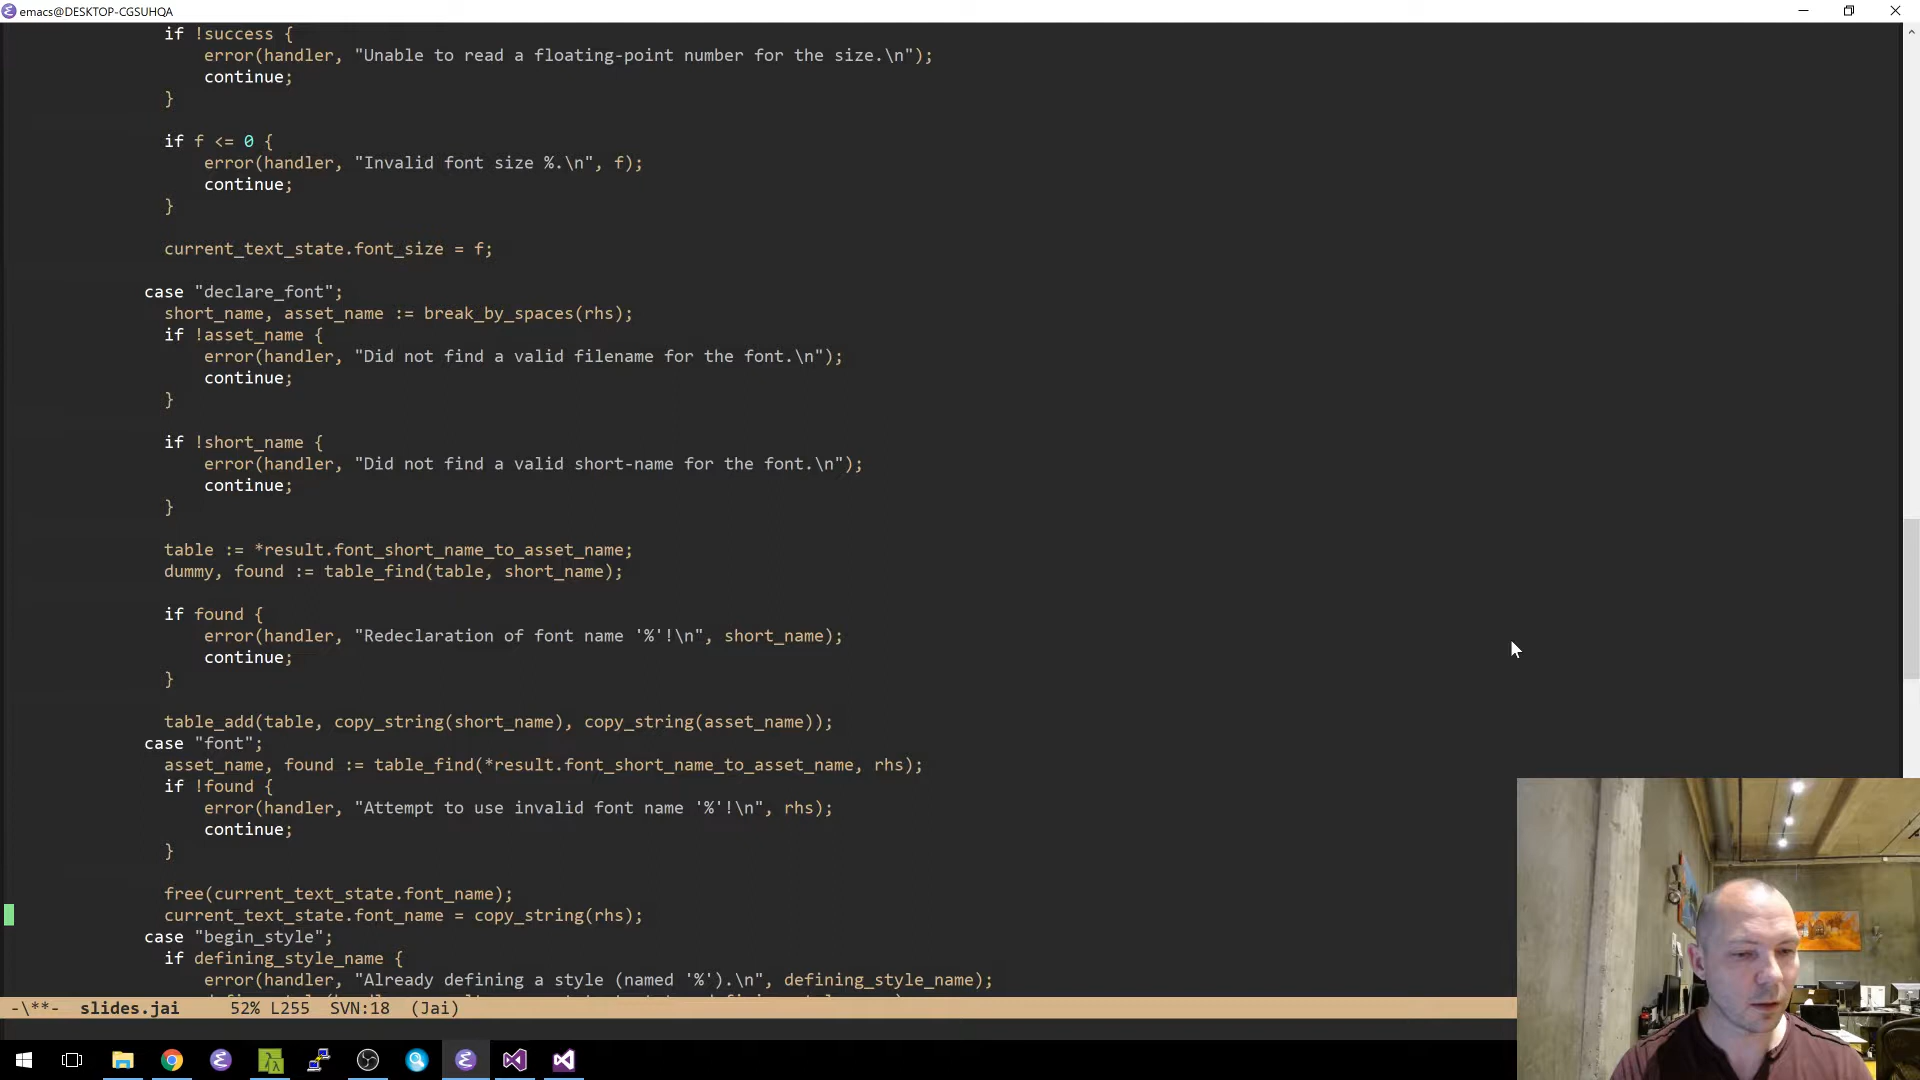 emacs@DESKTOP-CGSUHQA
if !success {
error(handler, "Unable to read a floating-point number for the size.\n");
continue;
}
if f <= 0 {
error(handler, "Invalid font size %.\n", f);
continue;
}
current_text_state.font_size = f;
case "declare_font";
short_name, asset_name := break_by_spaces(rhs);
if !asset_name {
error(handler, "Did not find a valid filename for the font.\n");
continue;
}
if !short_name {
error(handler, "Did not find a valid short-name for the font.\n");
continue;
}
table := *result.font_short_name_to_asset_name;
dummy, found := table_find(table, short_name);
if found {
error(handler, "Redeclaration of font name '%'!\n", short_name);
continue;
}
table_add(table, copy_string(short_name), copy_string(asset_name));
case "font";
asset_name, found := table_find(*result.font_short_name_to_asset_name, rhs);
if !found {
error(handler, "Attempt to use invalid font name '%'!\n", rhs);
continue;
}
free(current_text_state.font_name);
current_text_state.font_name = copy_string(rhs);
case "begin_style";
if defining_style_name {
error(handler, "Already defining a style (named '%').\n", defining_style_name);
-\**- slides.jai 52% L255 SVN:18 (Jai)